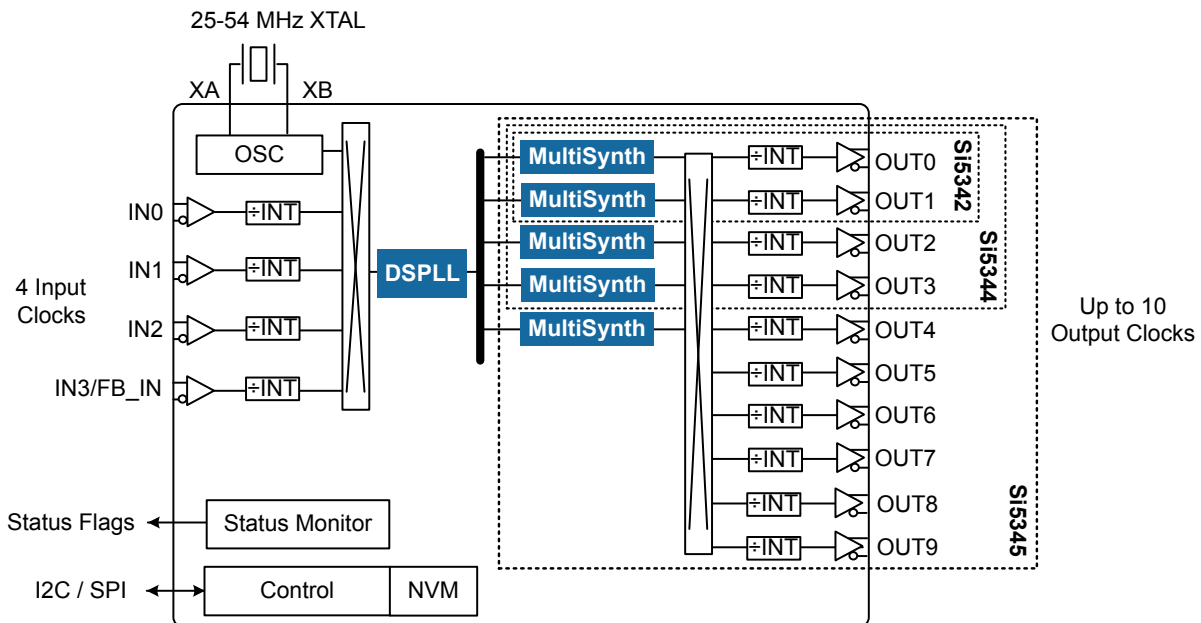 25-54 MHz XTAL
XA
XB
OSC
IN0
÷INT
IN1
÷INT
IN2
÷INT
IN3/FB_IN
÷INT
4 Input
Clocks
DSPLL
MultiSynth
MultiSynth
MultiSynth
MultiSynth
MultiSynth
÷INT
OUT0
÷INT
OUT1
÷INT
OUT2
÷INT
OUT3
÷INT
OUT4
÷INT
OUT5
÷INT
OUT6
÷INT
OUT7
÷INT
OUT8
÷INT
OUT9
Si5342
Si5344
Si5345
Up to 10
Output Clocks
Status Flags
Status Monitor
I2C / SPI
Control
NVM